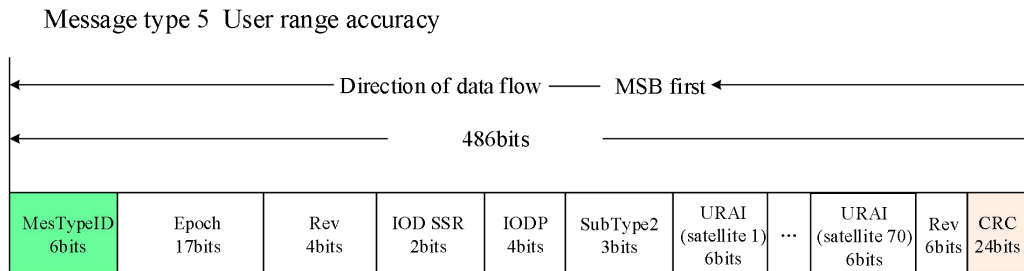 Message type 5 User range accuracy
Direction of data flow MSB first
486bits
MesTypeID Epoch Rev IOD SSR IODP SubType2 URAI (satellite 1) ... URAI (satellite 70) Rev CRC
6bits 17bits 4bits 2bits 4bits 3bits 6bits 6bits 6bits 24bits